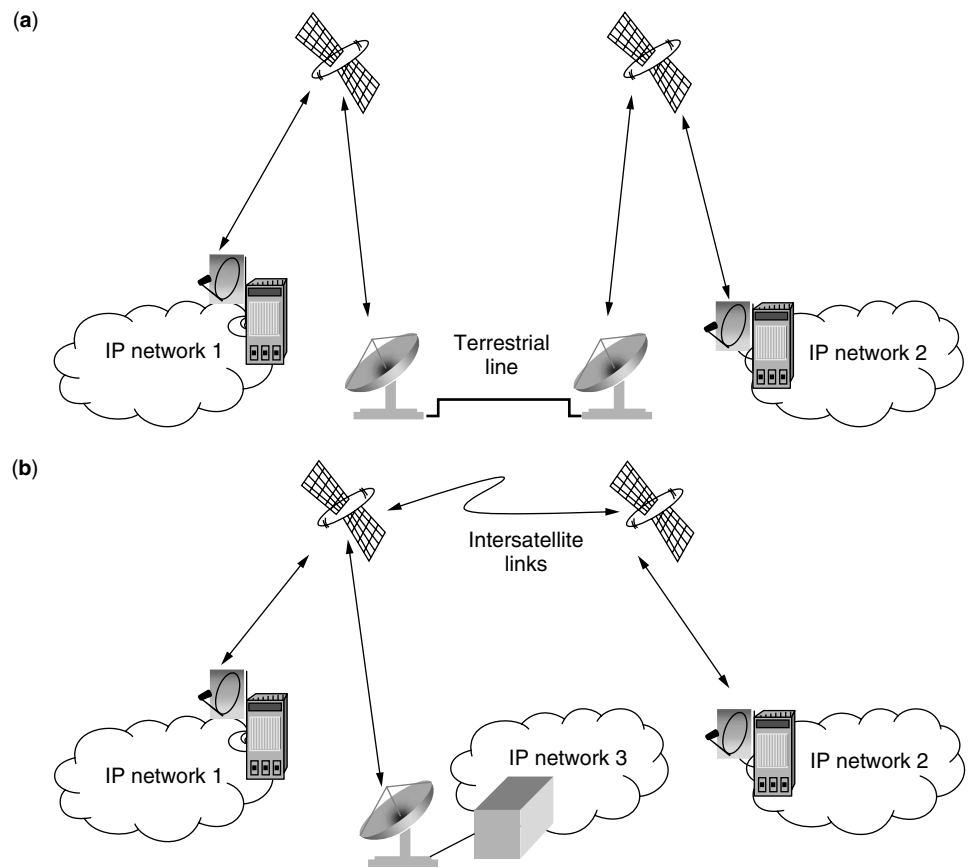 (a)
IP network 1
Terrestrial
line
IP network 2
(b)
Intersatellite
links
IP network 1
IP network 3
IP network 2